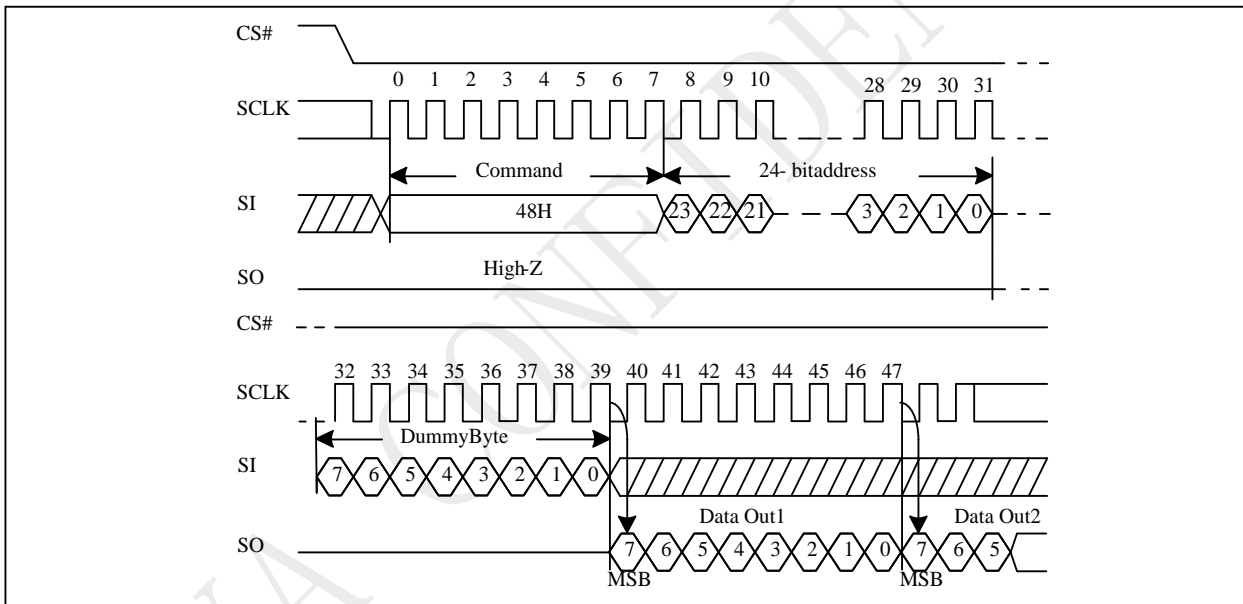 CS#
0 1 2 3 4 5 6 7 8 9 10 28 29 30 31
SCLK
Command 24- bitaddress
SI 48H 23 22 21 3 2 1 0
High-Z
SO
CS#
32 33 34 35 36 37 38 39 40 41 42 43 44 45 46 47
SCLK
DummyByte
SI 7 6 5 4 3 2 1 0
Data Out1 Data Out2
SO 7 6 5 4 3 2 1 0 7 6 5
MSB MSB